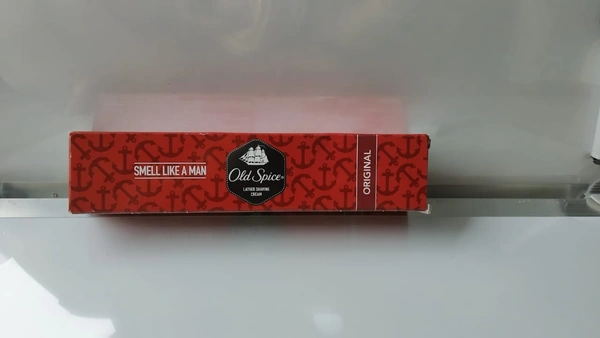 SMELL LIKE A MAN
Old Spice
LATHER SHAVING
CREAM
ORIGINAL